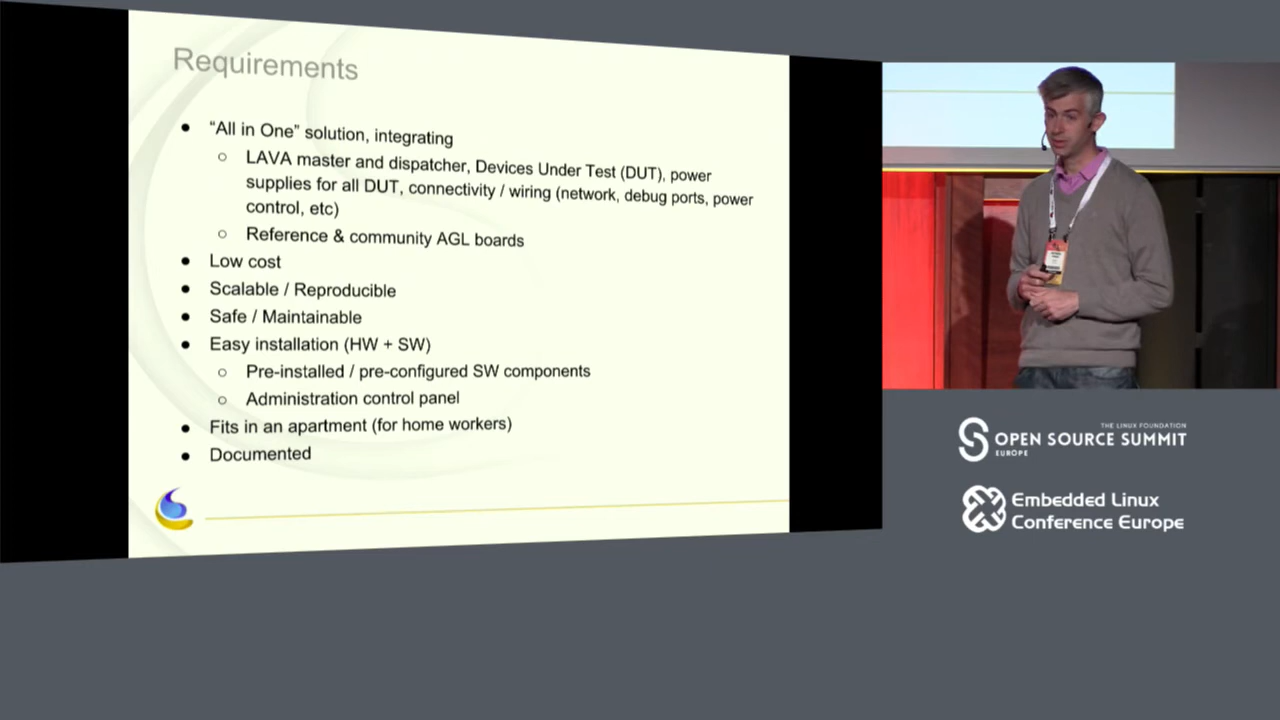 Requirements
● “All in One” solution, integrating
○ LAVA master and dispatcher, Devices Under Test (DUT), power
supplies for all DUT, connectivity / wiring (network, debug ports, power
control, etc)
○ Reference & community AGL boards
● Low cost
● Scalable / Reproducible
● Safe / Maintainable
● Easy installation (HW + SW)
○ Pre-installed / pre-configured SW components
○ Administration control panel
● Fits in an apartment (for home workers)
● Documented
THE LINUX FOUNDATION
OPEN SOURCE SUMMIT
EUROPE
Embedded Linux
Conference Europe